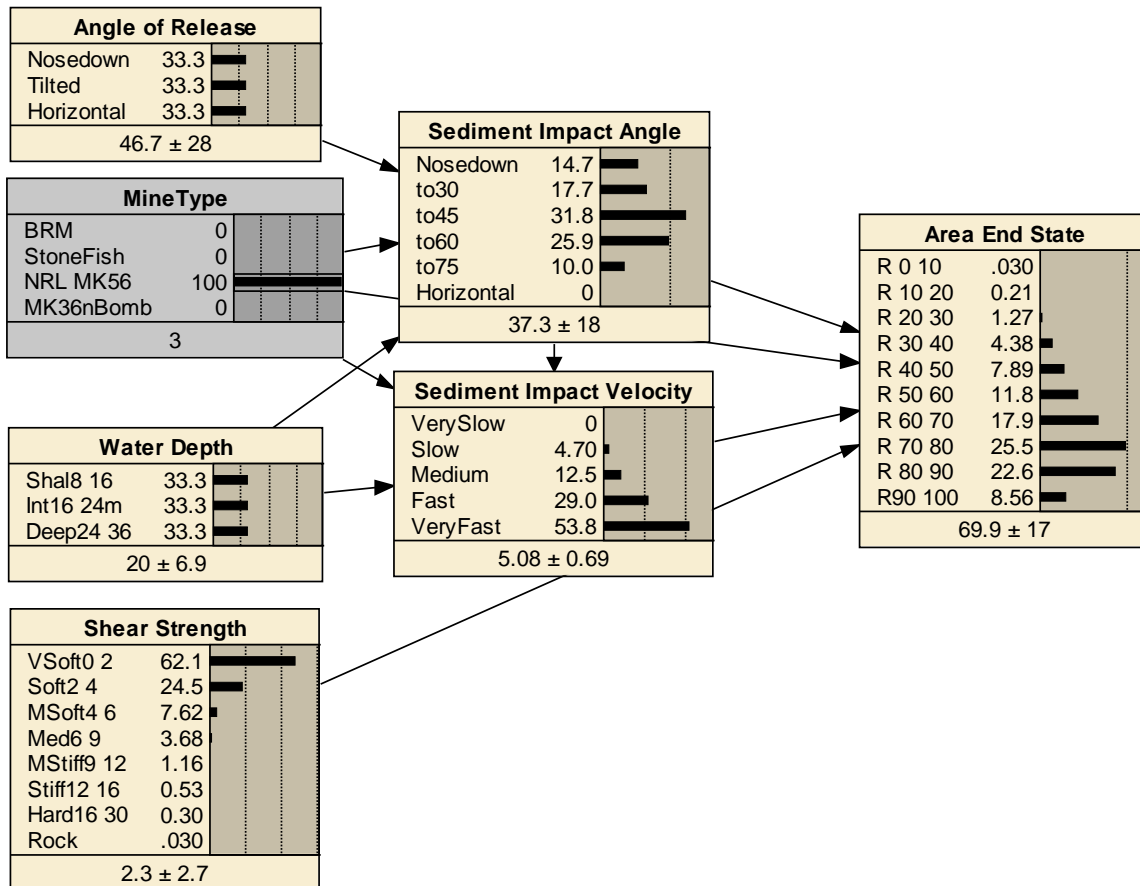 Angle of Release
Nosedown 33.3
Tilted 33.3
Horizontal 33.3
46.7 ± 28
MineType
BRM 0
StoneFish 0
NRL MK56 100
MK36nBomb 0
3
Water Depth
Shal8 16 33.3
Int16 24m 33.3
Deep24 36 33.3
20 ± 6.9
Shear Strength
VSoft0 2 62.1
Soft2 4 24.5
MSoft4 6 7.62
Med6 9 3.68
MStiff9 12 1.16
Stiff12 16 0.53
Hard16 30 0.30
Rock .030
2.3 ± 2.7
Sediment Impact Angle
Nosedown 14.7
to30 17.7
to45 31.8
to60 25.9
to75 10.0
Horizontal 0
37.3 ± 18
Sediment Impact Velocity
VerySlow 0
Slow 4.70
Medium 12.5
Fast 29.0
VeryFast 53.8
5.08 ± 0.69
Area End State
R 0 10 .030
R 10 20 0.21
R 20 30 1.27
R 30 40 4.38
R 40 50 7.89
R 50 60 11.8
R 60 70 17.9
R 70 80 25.5
R 80 90 22.6
R90 100 8.56
69.9 ± 17